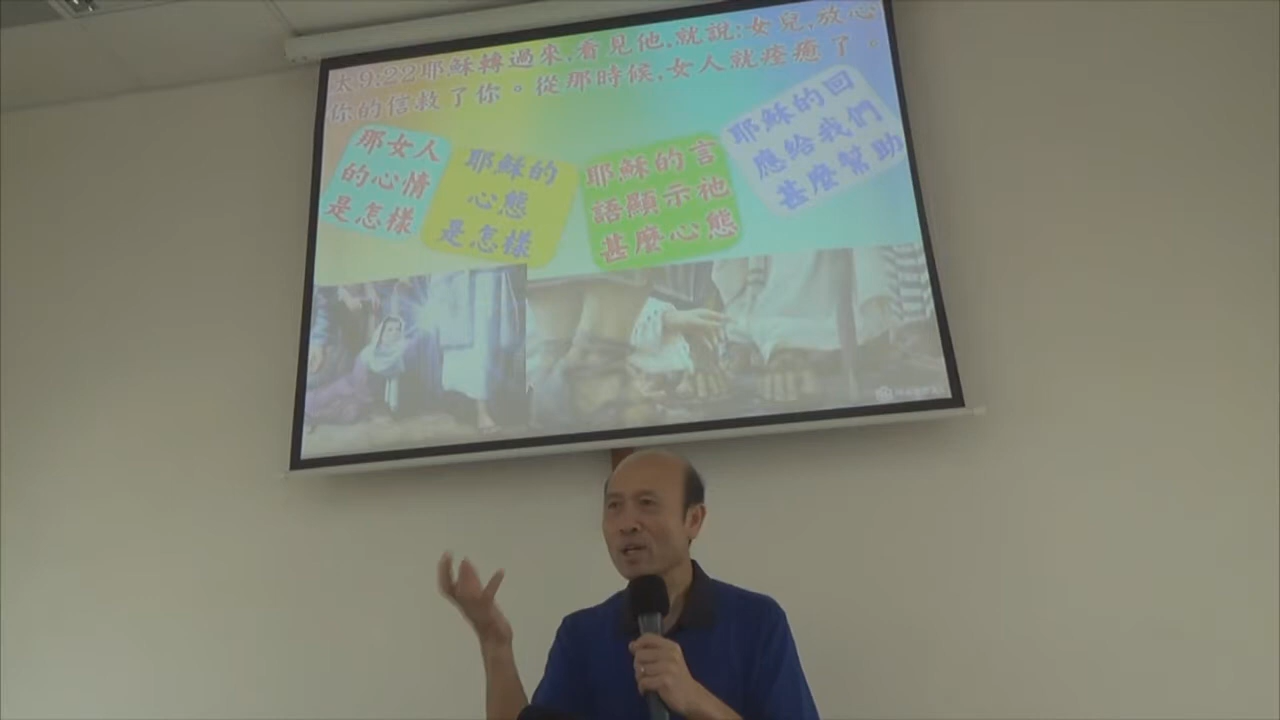 太9:22耶穌轉過來,看見他,就說:女兒,放心
你的信救了你。從那時候,女人就痊癒了。
那女人
的心情
是怎樣
耶穌的
心態
是怎樣
耶穌的言
語顯示祂
甚麼心態
耶穌的回
應給我們
甚麼幫助